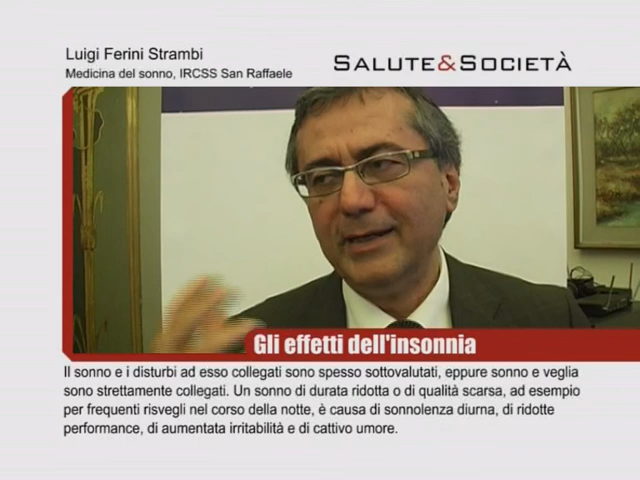 Luigi Ferini Strambi
Medicina del sonno, IRCSS San Raffaele
SALUTE&SOCIETÀ
Gli effetti dell'insonnia
Il sonno e i disturbi ad esso collegati sono spesso sottovalutati, eppure sonno e veglia
sono strettamente collegati. Un sonno di durata ridotta o di qualità scarsa, ad esempio
per frequenti risvegli nel corso della notte, è causa di sonnolenza diurna, di ridotte
performance, di aumentata irritabilità e di cattivo umore.